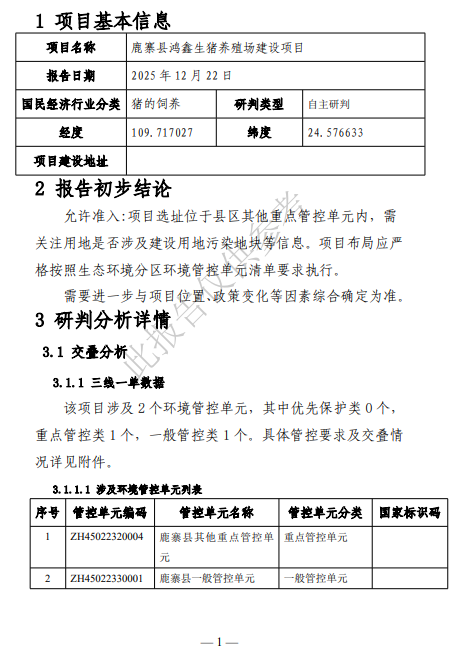 1 项目基本信息
项目名称 鹿寨县鸿鑫生猪养殖场建设项目
报告日期 2025 年 12 月 22 日
国民经济行业分类 猪的饲养 研判类型 自主研判
经度 109.717027 纬度 24.576633
项目建设地址
2 报告初步结论
允许准入:项目选址位于县区其他重点管控单元内，需
关注用地是否涉及建设用地污染地块等信息。项目布局应严
格按照生态环境分区环境管控单元清单要求执行。
需要进一步与项目位置、政策变化等因素综合确定为准。
3 研判分析详情
3.1 交叠分析
3.1.1 三线一单数据
该项目涉及 2 个环境管控单元，其中优先保护类 0 个，
重点管控类 1 个，一般管控类 1 个。具体管控要求及交叠情
况详见附件。
3.1.1.1 涉及环境管控单元列表
序号 管控单元编码 管控单元名称 管控单元分类 国家标识码
1 ZH45022320004 鹿寨县其他重点管控单 重点管控单元
元
2 ZH45022330001 鹿寨县一般管控单元 一般管控单元
此报告仅供参考
— 1 —